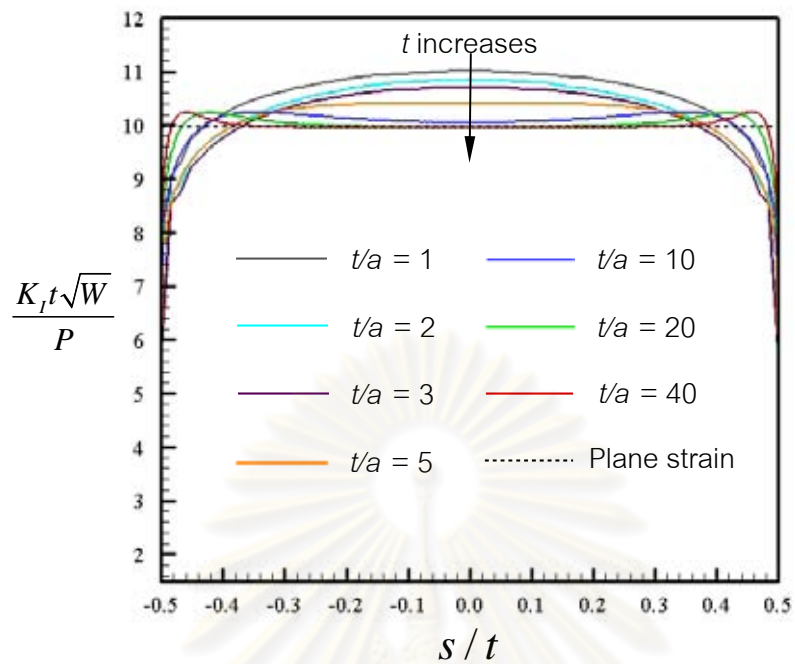 12
11
10
9
8
7
6
5
4
3
2
K_I t√W
P
t increases
t/a = 1
t/a = 2
t/a = 3
t/a = 5
t/a = 10
t/a = 20
t/a = 40
Plane strain
-0.5 -0.4 -0.3 -0.2 -0.1 0.0 0.1 0.2 0.3 0.4 0.5
s / t